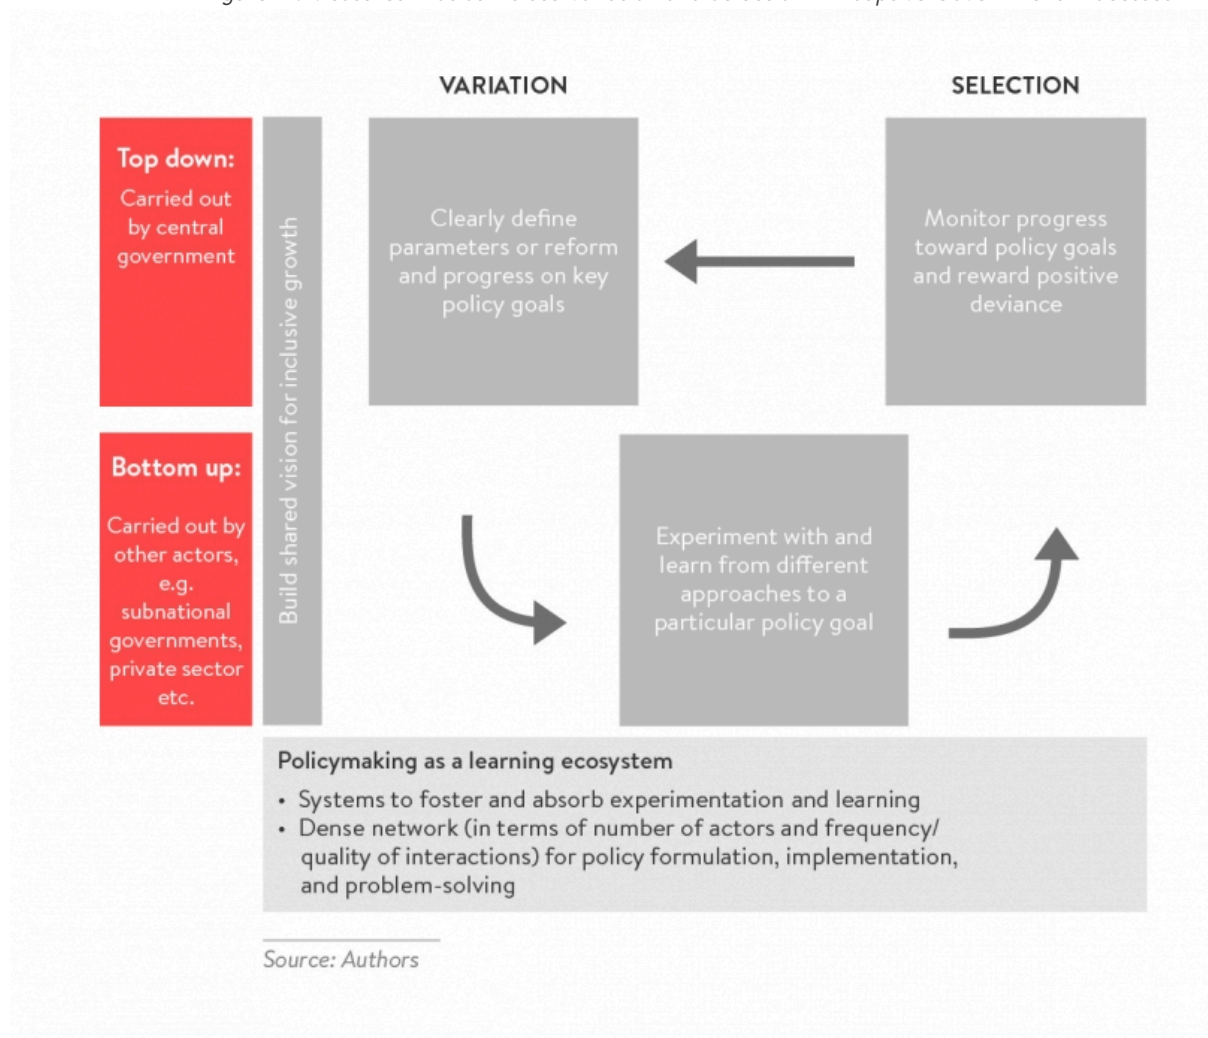 VARIATION
SELECTION
Top down:
Carried out
by central
government
Build shared vision for inclusive growth
Clearly define
parameters or reform
and progress on key
policy goals
Monitor progress
toward policy goals
and reward positive
deviance
Bottom up:
Carried out by
other actors,
e.g.
subnational
governments,
private sector
etc.
Experiment with and
learn from different
approaches to a
particular policy goal
Policymaking as a learning ecosystem
• Systems to foster and absorb experimentation and learning
• Dense network (in terms of number of actors and frequency/
quality of interactions) for policy formulation, implementation,
and problem-solving
Source: Authors